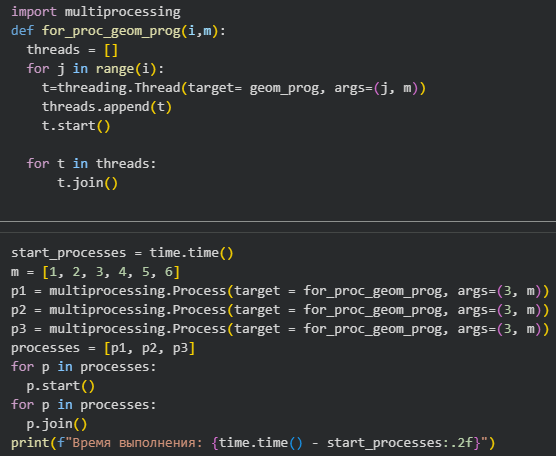 import multiprocessing
def for_proc_geom_prog(i,m):
  threads = []
  for j in range(i):
    t=threading.Thread(target= geom_prog, args=(j, m))
    threads.append(t)
    t.start()

  for t in threads:
      t.join()

start_processes = time.time()
m = [1, 2, 3, 4, 5, 6]
p1 = multiprocessing.Process(target = for_proc_geom_prog, args=(3, m))
p2 = multiprocessing.Process(target = for_proc_geom_prog, args=(3, m))
p3 = multiprocessing.Process(target = for_proc_geom_prog, args=(3, m))
processes = [p1, p2, p3]
for p in processes:
  p.start()
for p in processes:
  p.join()
print(f"Время выполнения: {time.time() - start_processes:.2f}")